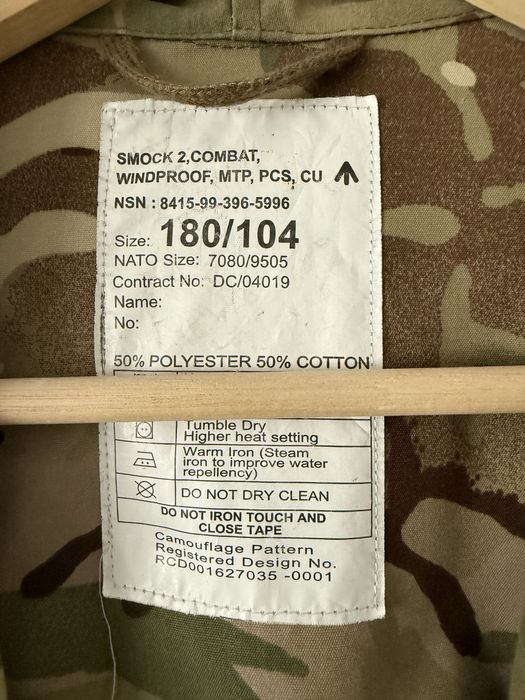 SMOCK 2,COMBAT,
WINDPROOF, MTP, PCS, CU
NSN : 8415-99-396-5996
Size: 180/104
NATO Size: 7080/9505
Contract No: DC/04019
Name:
No:
50% POLYESTER 50% COTTON
Tumble Dry
Higher heat setting
Warm Iron (Steam
iron to improve water
repellency)
DO NOT DRY CLEAN
DO NOT IRON TOUCH AND
CLOSE TAPE
Camouflage Pattern
Registered Design No.
RCD001627035 -0001